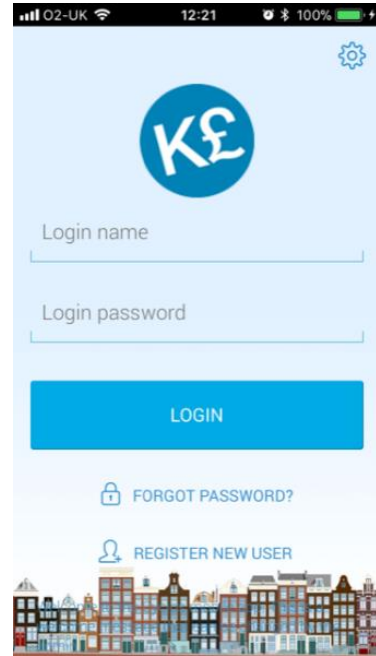 O2-UK 12:21 100%
K£
Login name
Login password
LOGIN
FORGOT PASSWORD?
REGISTER NEW USER